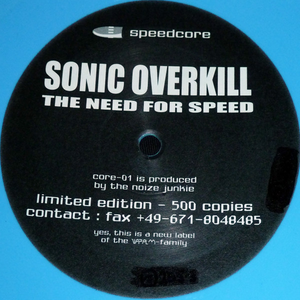 speedcore
SONIC OVERKILL
THE NEED FOR SPEED
core-01 is produced
by the noize junkie
limited edition - 500 copies
contact : fax +49-671-8040405
yes, this is a new label
of the -family